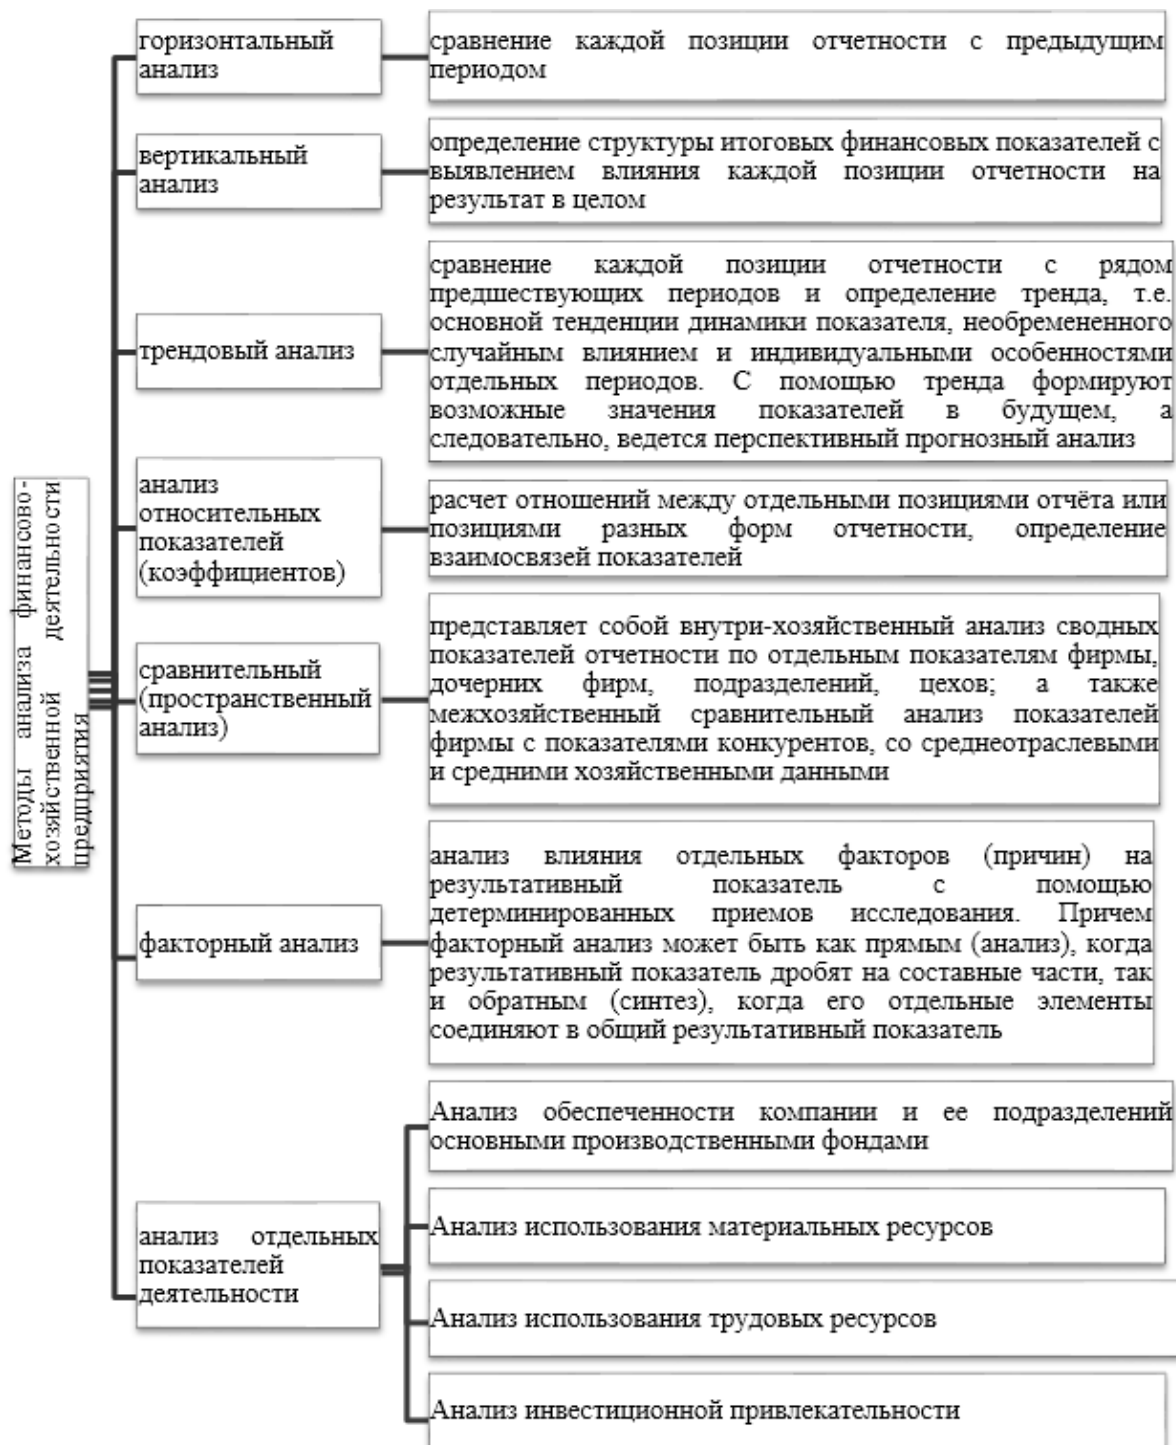 Методы анализа финансово-
хозяйственной деятельности
предприятия
горизонтальный
анализ
сравнение каждой позиции отчетности с предыдущим
периодом
вертикальный
анализ
определение структуры итоговых финансовых показателей с
выявлением влияния каждой позиции отчетности на
результат в целом
трендовый анализ
сравнение каждой позиции отчетности с рядом
предшествующих периодов и определение тренда, т.е.
основной тенденции динамики показателя, необремененного
случайным влиянием и индивидуальными особенностями
отдельных периодов. С помощью тренда формируют
возможные значения показателей в будущем, а
следовательно, ведется перспективный прогнозный анализ
анализ
относительных
показателей
(коэффициентов)
расчет отношений между отдельными позициями отчёта или
позициями разных форм отчетности, определение
взаимосвязей показателей
сравнительный
(пространственный
анализ)
представляет собой внутри-хозяйственный анализ сводных
показателей отчетности по отдельным показателям фирмы,
дочерних фирм, подразделений, цехов; а также
межхозяйственный сравнительный анализ показателей
фирмы с показателями конкурентов, со среднеотраслевыми
и средними хозяйственными данными
факторный анализ
анализ влияния отдельных факторов (причин) на
результативный показатель с помощью
детерминированных приемов исследования. Причем
факторный анализ может быть как прямым (анализ), когда
результативный показатель дробят на составные части, так
и обратным (синтез), когда его отдельные элементы
соединяют в общий результативный показатель
анализ отдельных
показателей
деятельности
Анализ обеспеченности компании и ее подразделений
основными производственными фондами
Анализ использования материальных ресурсов
Анализ использования трудовых ресурсов
Анализ инвестиционной привлекательности